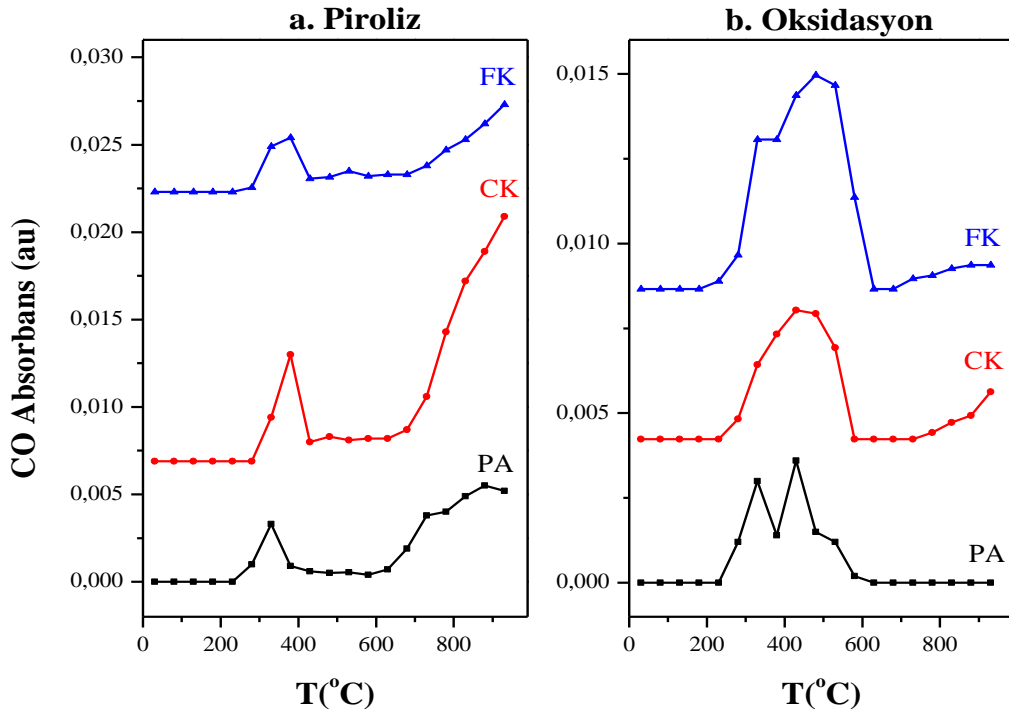 a. Piroliz
b. Oksidasyon
CO Absorbans (au)
0,030
0,025
0,020
0,015
0,010
0,005
0,000
FK
CK
PA
0
200
400
600
800
T(°C)
0,015
0,010
0,005
0,000
FK
CK
PA
0
200
400
600
800
T(°C)